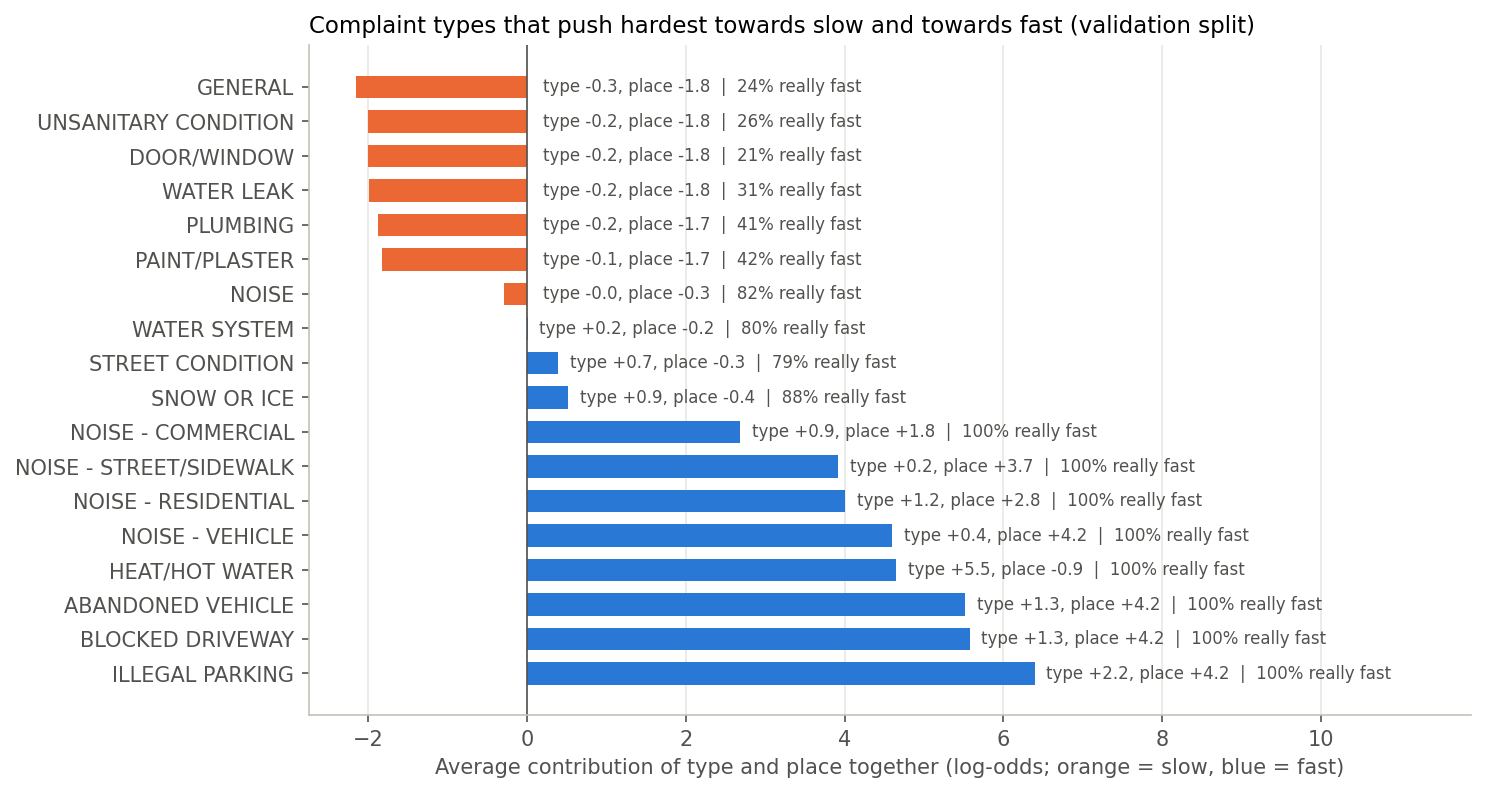 Complaint types that push hardest towards slow and towards fast (validation split)
GENERAL type -0.3, place -1.8 | 24% really fast
UNSANITARY CONDITION type -0.2, place -1.8 | 26% really fast
DOOR/WINDOW type -0.2, place -1.8 | 21% really fast
WATER LEAK type -0.2, place -1.8 | 31% really fast
PLUMBING type -0.2, place -1.7 | 41% really fast
PAINT/PLASTER type -0.1, place -1.7 | 42% really fast
NOISE type -0.0, place -0.3 | 82% really fast
WATER SYSTEM type +0.2, place -0.2 | 80% really fast
STREET CONDITION type +0.7, place -0.3 | 79% really fast
SNOW OR ICE type +0.9, place -0.4 | 88% really fast
NOISE - COMMERCIAL type +0.9, place +1.8 | 100% really fast
NOISE - STREET/SIDEWALK type +0.2, place +3.7 | 100% really fast
NOISE - RESIDENTIAL type +1.2, place +2.8 | 100% really fast
NOISE - VEHICLE type +0.4, place +4.2 | 100% really fast
HEAT/HOT WATER type +5.5, place -0.9 | 100% really fast
ABANDONED VEHICLE type +1.3, place +4.2 | 100% really fast
BLOCKED DRIVEWAY type +1.3, place +4.2 | 100% really fast
ILLEGAL PARKING type +2.2, place +4.2 | 100% really fast
−2 0 2 4 6 8 10
Average contribution of type and place together (log-odds; orange = slow, blue = fast)